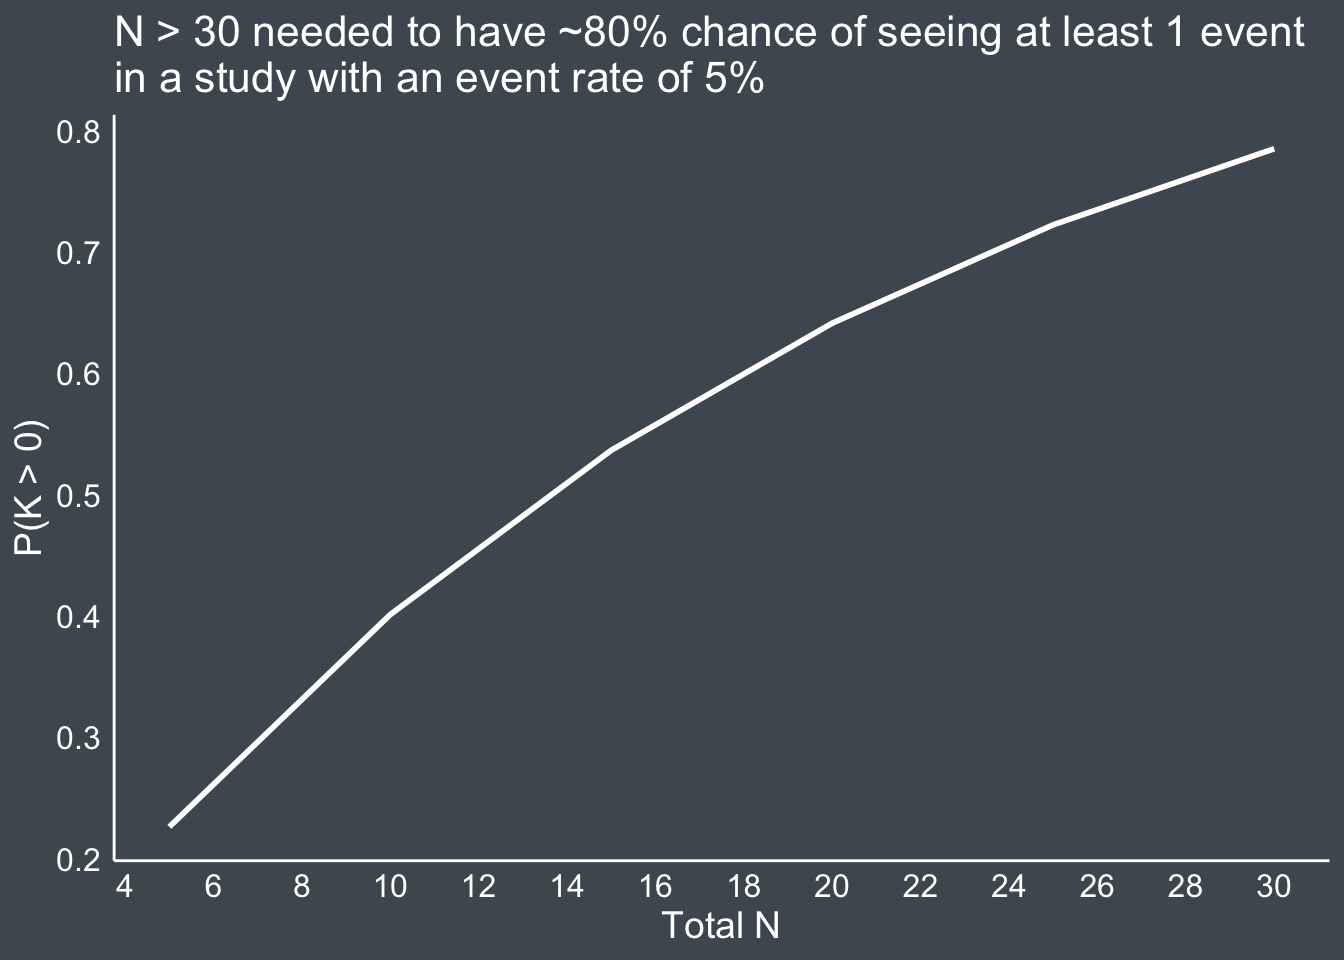 N > 30 needed to have ~80% chance of seeing at least 1 event
in a study with an event rate of 5%
0.8
0.7
0.6
0.5
0.4
0.3
0.2
P(K > 0)
4 6 8 10 12 14 16 18 20 22 24 26 28 30
Total N